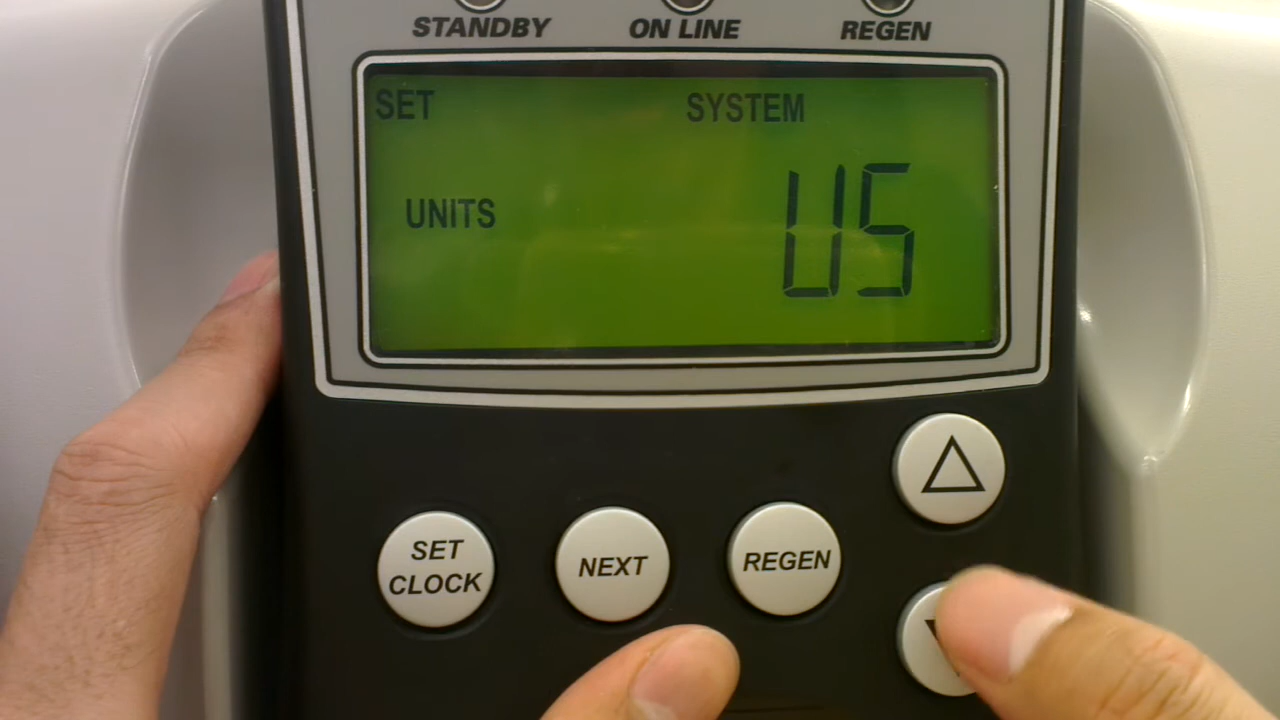 STANDBY ON LINE REGEN
SET SYSTEM
UNITS US
SET CLOCK
NEXT
REGEN